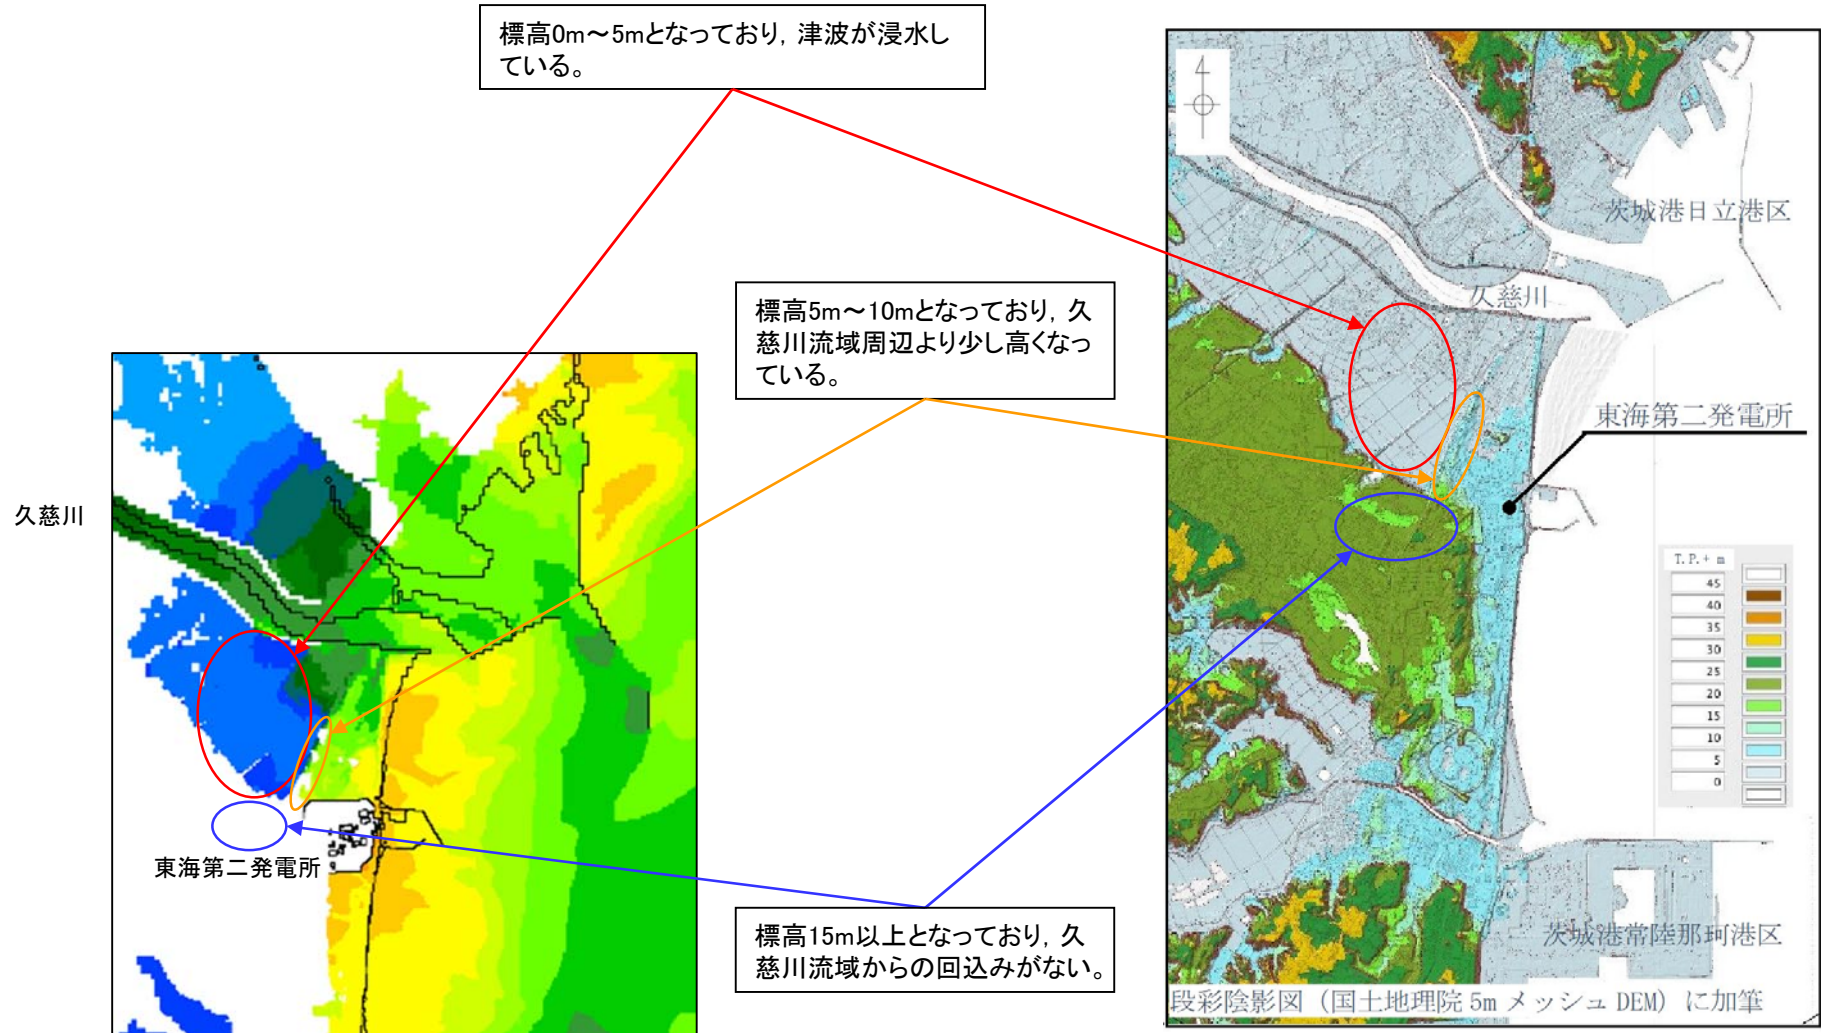 標高0m～5mとなっており，津波が浸水し
ている。
茨城港日立港区
久慈川
標高5m～10mとなっており，久
慈川流域周辺より少し高くなっ
ている。
東海第二発電所
久慈川
T.P.+ m
45
40
35
30
25
20
15
10
5
0
東海第二発電所
標高15m以上となっており，久
慈川流域からの回込みがない。
茨城港常陸那珂港区
段彩陰影図（国土地理院 5m メッシュ DEM）に加筆